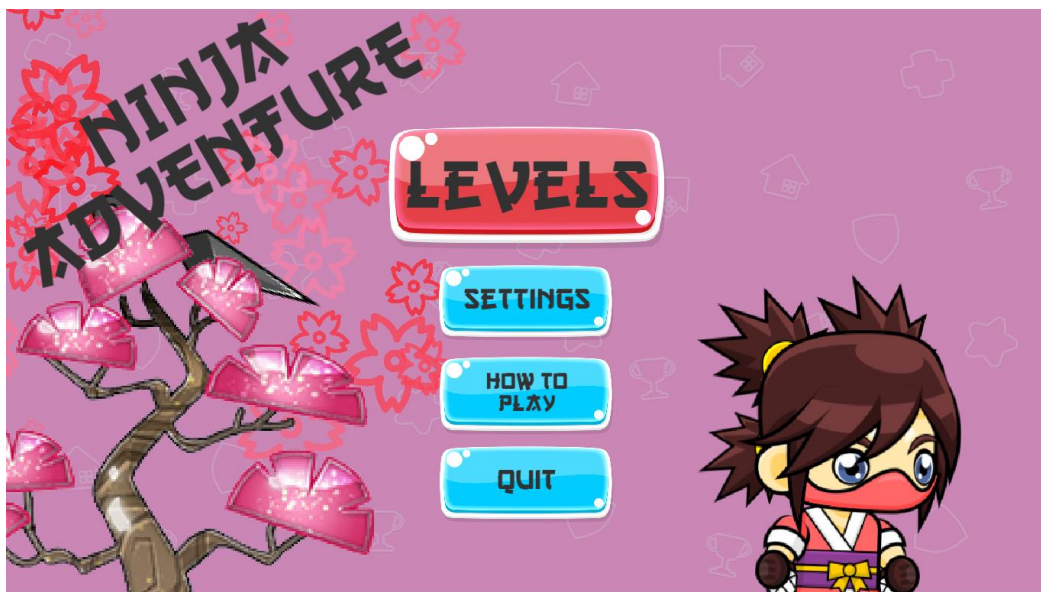 NINJA
ADVENTURE
LEVELS
SETTINGS
HOW TO
PLAY
QUIT